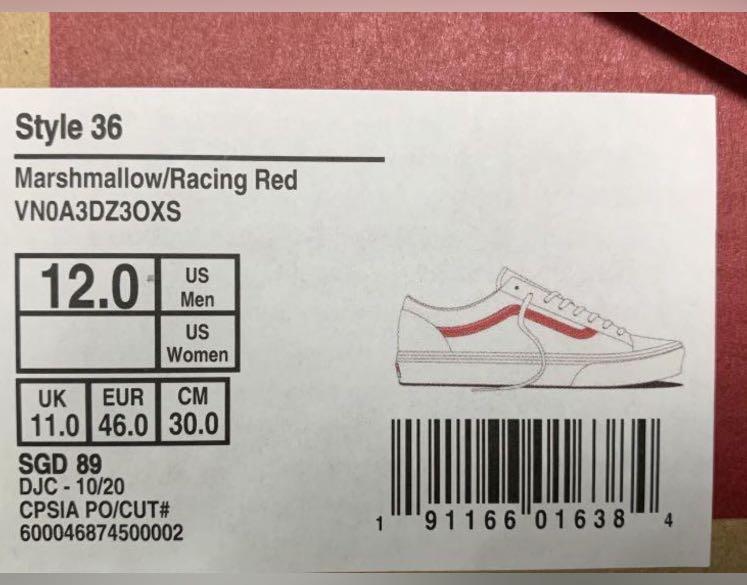 Style 36
Marshmallow/Racing Red
VN0A3DZ3OXS
12.0 US Men
US Women
UK EUR CM
11.0 46.0 30.0
SGD 89
DJC - 10/20
CPSIA PO/CUT#
600046874500002
1 91166 01638 4